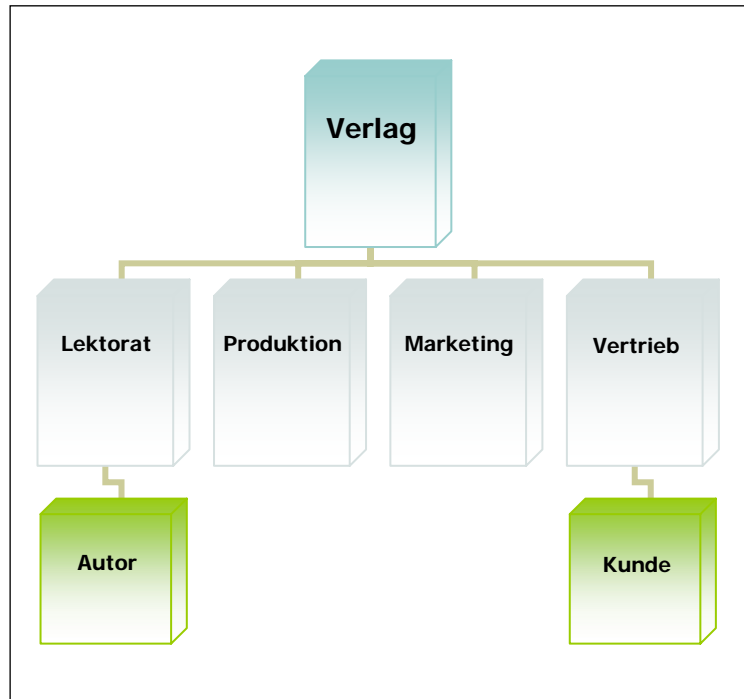 Verlag
Lektorat
Produktion
Marketing
Vertrieb
Autor
Kunde